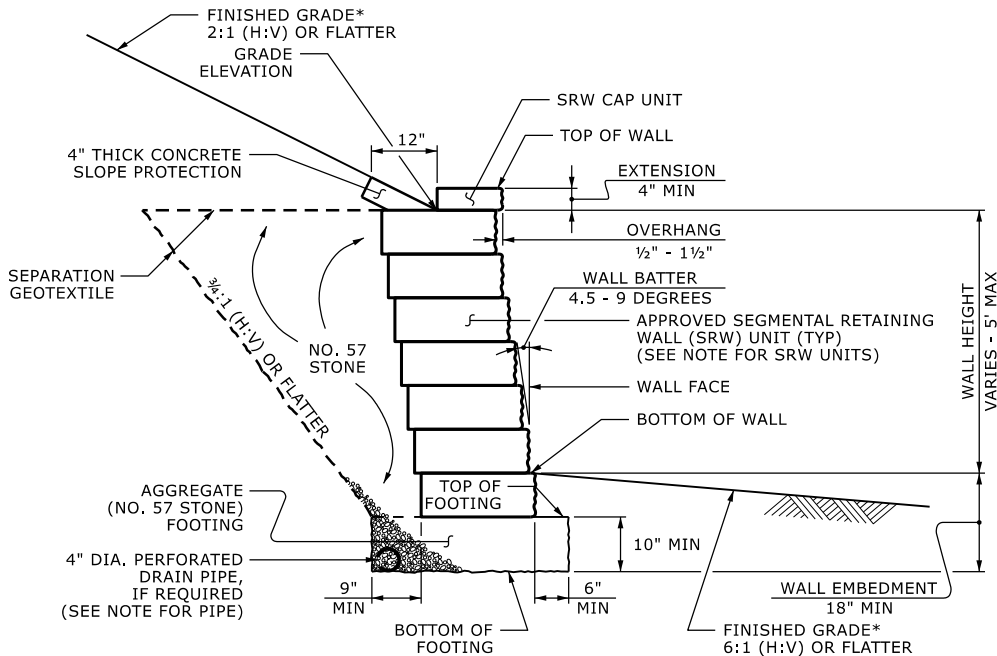 FINISHED GRADE*
2:1 (H:V) OR FLATTER
GRADE
ELEVATION
SRW CAP UNIT
TOP OF WALL
12"
4" THICK CONCRETE
SLOPE PROTECTION
EXTENSION
4" MIN
OVERHANG
½" - 1½"
SEPARATION
GEOTEXTILE
WALL BATTER
4.5 - 9 DEGREES
¾:1 (H:V) OR FLATTER
NO. 57
STONE
APPROVED SEGMENTAL RETAINING
WALL (SRW) UNIT (TYP)
(SEE NOTE FOR SRW UNITS)
WALL HEIGHT
VARIES - 5' MAX
WALL FACE
BOTTOM OF WALL
TOP OF
FOOTING
AGGREGATE
(NO. 57 STONE)
FOOTING
10" MIN
4" DIA. PERFORATED
DRAIN PIPE,
IF REQUIRED
(SEE NOTE FOR PIPE)
9"
MIN
6"
MIN
WALL EMBEDMENT
18" MIN
BOTTOM OF
FOOTING
FINISHED GRADE*
6:1 (H:V) OR FLATTER